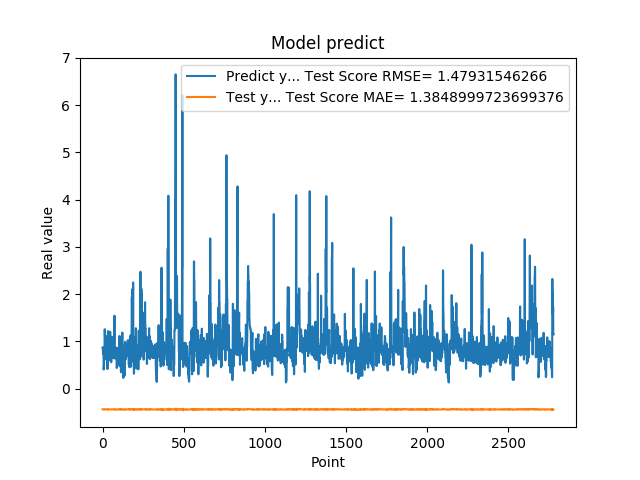 Model predict
Predict y... Test Score RMSE= 1.47931546266
Test y... Test Score MAE= 1.3848999723699376
Real value
7
6
5
4
3
2
1
0
0 500 1000 1500 2000 2500
Point